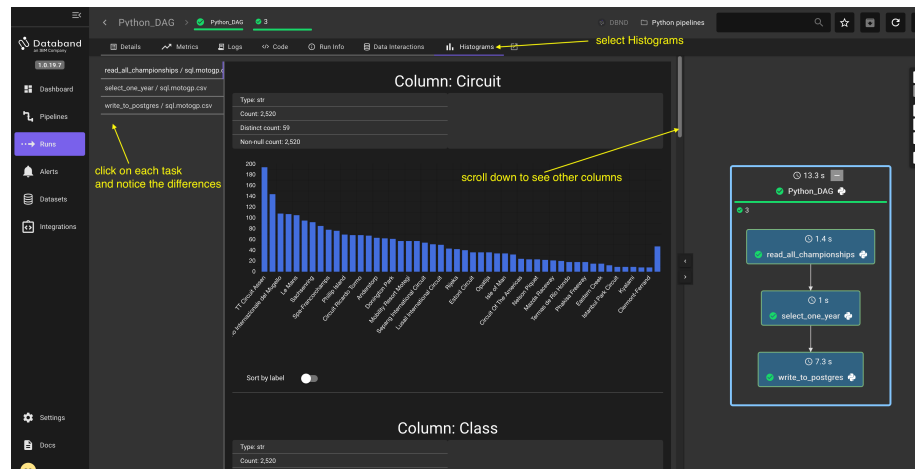 Python_DAG
Python_DAG
3
DBND
Python pipelines
Databand
an IBM Company
1.0.19.7
Dashboard
Pipelines
Runs
Alerts
Datasets
Integrations
Settings
Docs
Details
Metrics
Logs
Code
Run Info
Data Interactions
Histograms
select Histograms
read_all_championships / sql.motogp.c
select_one_year / sql.motogp.csv
write_to_postgres / sql.motogp.csv
click on each task
and notice the differences
Column: Circuit
Type: str
Count: 2,520
Distinct count: 59
Non-null count: 2,520
scroll down to see other columns
200
180
160
140
120
100
80
60
40
20
0
TT Circuit Assen
o Internazionale del Mugello
Le Mans
Sachsenring
Spa-Francorchamps
Phillip Island
Circuit Ricardo Tormo
Anderstorp
Donington Park
Mobility Resort Motegi
Sepang International Circuit
Lusail International Circuit
Rijeka
Estoril Circuit
Opatija
Isle of Man
Circuit Of The Americas
Nelson Piquet
Mazda Raceway
Termas de Río Hondo
Phakisa Freeway
Eastern Creek
Istanbul Park Circuit
Kyalami
Clermont-Ferrand
Sort by label
Column: Class
Type: str
Count: 2,520
13.3 s
Python_DAG
3
1.4 s
read_all_championships
1 s
select_one_year
7.3 s
write_to_postgres